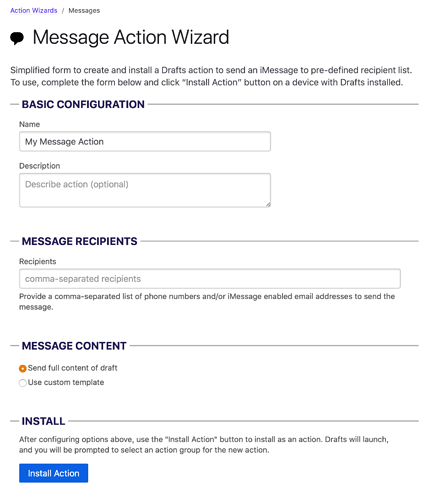 Action Wizards / Messages
Message Action Wizard
Simplified form to create and install a Drafts action to send an iMessage to pre-defined recipient list.
To use, complete the form below and click “Install Action” button on a device with Drafts installed.
BASIC CONFIGURATION
Name
My Message Action
Description
Describe action (optional)
MESSAGE RECIPIENTS
Recipients
comma-separated recipients
Provide a comma-separated list of phone numbers and/or iMessage enabled email addresses to send the
message.
MESSAGE CONTENT
Send full content of draft
Use custom template
INSTALL
After configuring options above, use the "Install Action" button to install as an action. Drafts will launch,
and you will be prompted to select an action group for the new action.
Install Action